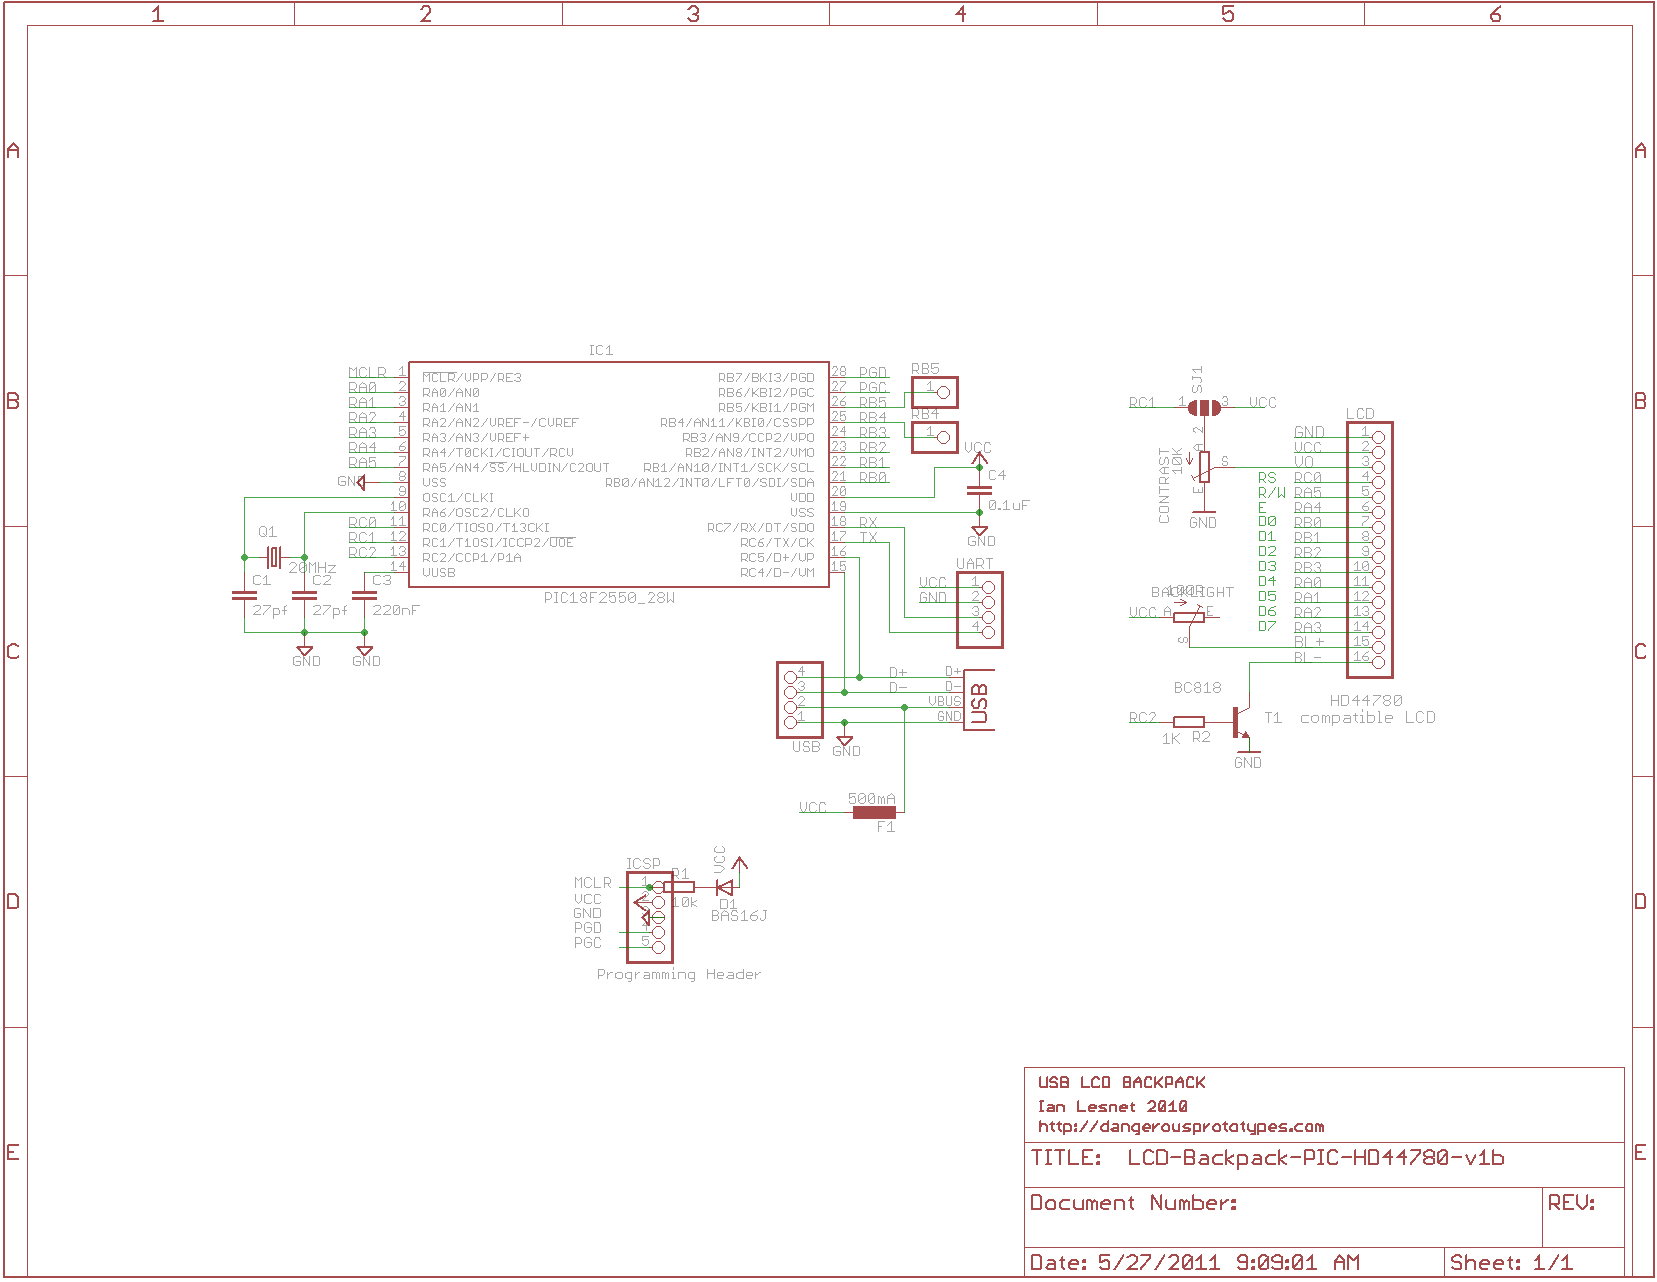 1 2 3 4 5 6
A A
B B
C C
D D
E E
IC1
MCLR 1 MCLR/VPP/RE3
RA0 2 RA0/AN0
RA1 3 RA1/AN1
RA2 4 RA2/AN2/VREF-/CVREF
RA3 5 RA3/AN3/VREF+
RA4 6 RA4/T0CKI/C1OUT/RCV
RA5 7 RA5/AN4/SS/HLVDIN/C2OUT
GND 8 VSS
9 OSC1/CLKI
10 RA6/OSC2/CLKO
RC0 11 RC0/T1OSO/T13CKI
RC1 12 RC1/T1OSI/CCP2/UOE
RC2 13 RC2/CCP1/P1A
14 VUSB
RB7/BKI3/PGD 28 PGD
RB6/KBI2/PGC 27 PGC
RB5/KBI1/PGM 26 RB5
RB4/AN11/KBI0/CSSPP 25 RB4
RB3/AN9/CCP2/VPO 24 RB3
RB2/AN8/INT2/VMO 23 RB2
RB1/AN10/INT1/SCK/SCL 22 RB1
RB0/AN12/INT0/LFT0/SDI/SDA 21 RB0
VDD 20
VSS 19
RC7/RX/DT/SDO 18 RX
RC6/TX/CK 17 TX
RC5/D+/VP 16
RC4/D-/VM 15
PIC18F2550_28W
Q1
20MHz
C1 C2 C3
27pf 27pf 220nF
GND GND
RB5
1
RB4
1
VCC
C4
0.1uF
GND
UART
VCC 1
GND 2
3
4
4 D+ D+
3 D- D-
2 VBUS
1 GND
USB
USB
GND
VCC 500mA
F1
ICSP
MCLR 1
VCC 2
GND
PGD 4
PGC 5
R1
10k
VCC
D1
BAS16J
Programming Header
SJ1
RC1 1 3 VCC
2
CONTRAST
10K
A
S
E
GND
BACKLIGHT
100R
VCC A E
S
LCD
GND 1
VCC 2
VO 3
RS RC0 4
R/W RA5 5
E RA4 6
D0 RB0 7
D1 RB1 8
D2 RB2 9
D3 RB3 10
D4 RA0 11
D5 RA1 12
D6 RA2 13
D7 RA3 14
BL+ 15
BL- 16
HD44780
compatible LCD
BC818
RC2
1K R2
T1
GND
USB LCD BACKPACK
Ian Lesnet 2010
http://dangerousprototypes.com
TITLE: LCD-Backpack-PIC-HD44780-v1b
Document Number:
REV:
Date: 5/27/2011 9:09:01 AM
Sheet: 1/1